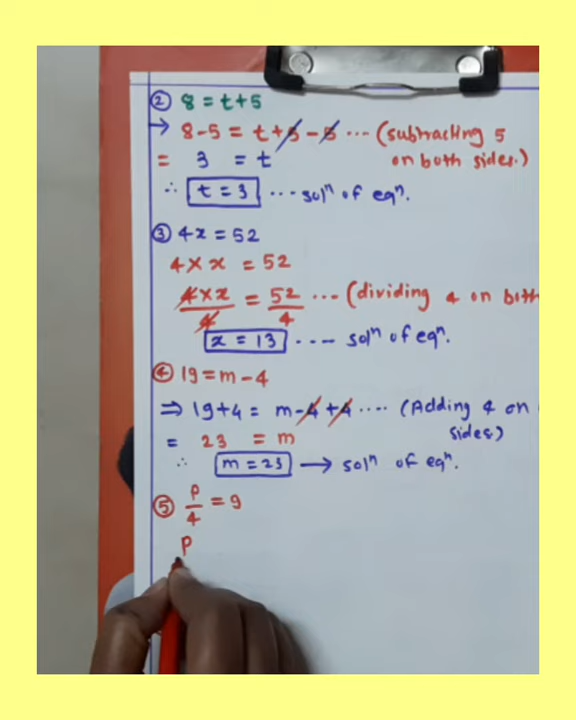 ② 8 = t+5
→ 8-5 = t+5-5 ... (subtracting 5
= 3 = t on both sides.)
∴ t = 3 ... solⁿ of eqⁿ.
③ 4x = 52
4 × x = 52
4×x/4 = 52/4 ... (dividing 4 on both
x = 13 .... solⁿ of eqⁿ.
④ 19 = m-4
⇒ 19+4 = m-4+4 .... (Adding 4 on
= 23 = m sides)
∴ m = 23 → solⁿ of eqⁿ.
⑤ p/4 = 9
p